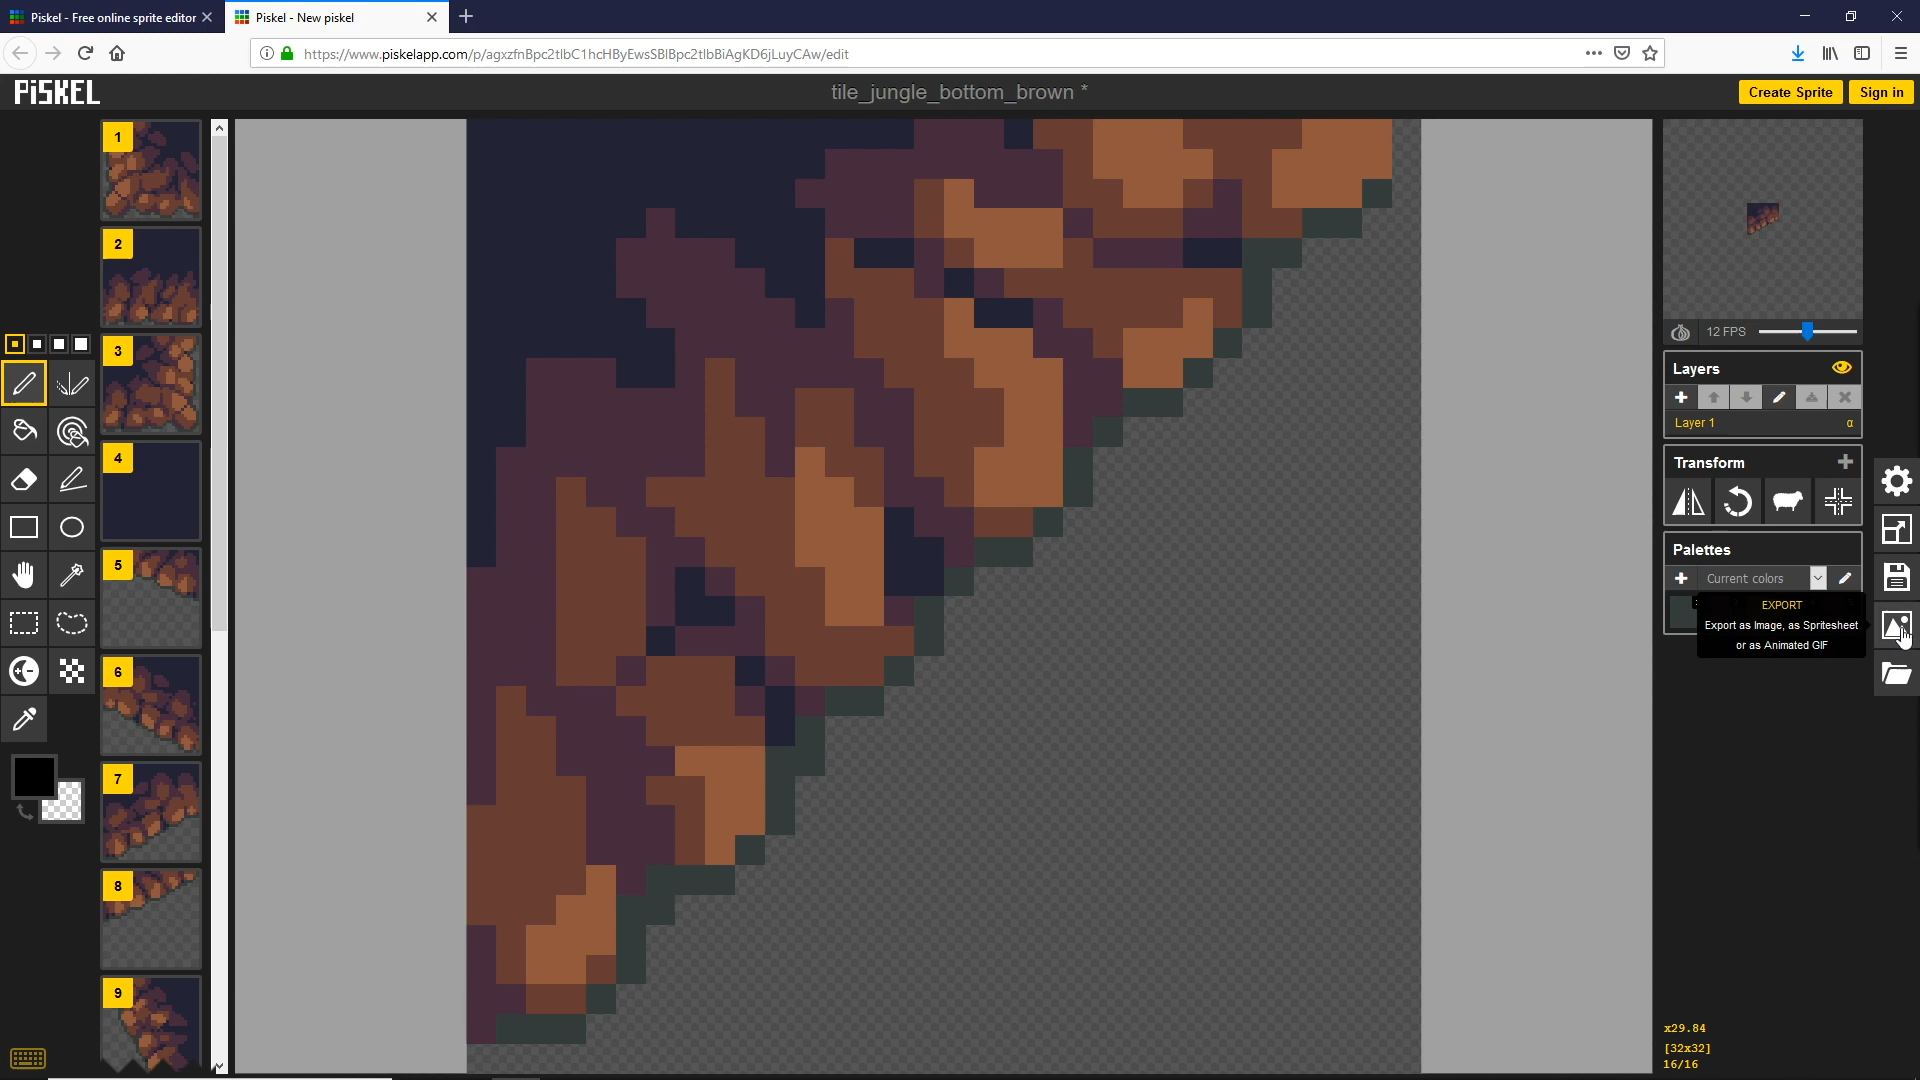 Piskel - Free online sprite editor
Piskel - New piskel
https://www.piskelapp.com/p/agxzfnBpc2tlbC1hcHByEwsSBlBpc2tlbBiAgKD6jLuyCAw/edit
PiSKEL
tile_jungle_bottom_brown *
Create Sprite
Sign in
1
2
3
4
5
6
7
8
9
12 FPS
Layers
Layer 1
α
Transform
Palettes
Current colors
EXPORT
Export as Image, as Spritesheet
or as Animated GIF
x29.84
[32x32]
16/16